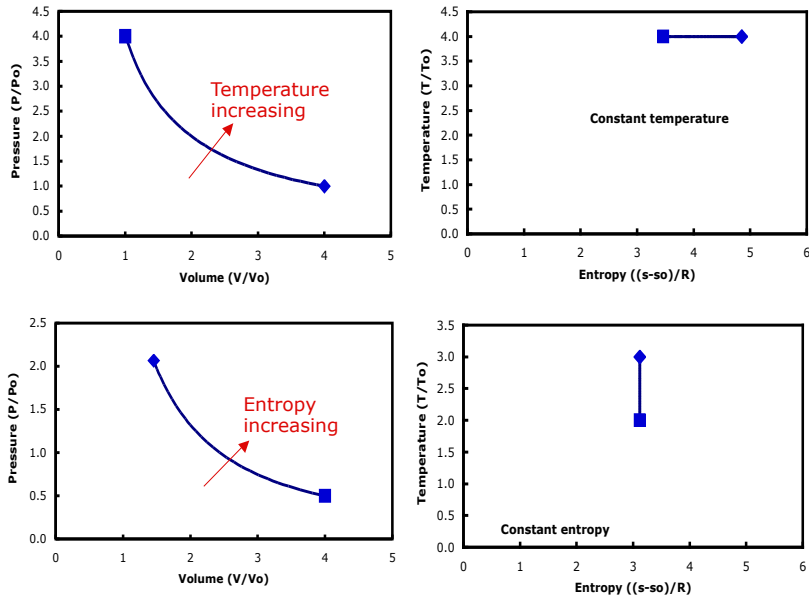 Pressure (P/Po)
4.5
4.0
3.5
3.0
2.5
2.0
1.5
1.0
0.5
0.0
Temperature
increasing
0 1 2 3 4 5
Volume (V/Vo)
Temperature (T/To)
4.5
4.0
3.5
3.0
2.5
2.0
1.5
1.0
0.5
0.0
Constant temperature
0 1 2 3 4 5 6
Entropy ((s-so)/R)
Pressure (P/Po)
2.5
2.0
1.5
1.0
0.5
0.0
Entropy
increasing
0 1 2 3 4 5
Volume (V/Vo)
Temperature (T/To)
3.5
3.0
2.5
2.0
1.5
1.0
0.5
0.0
Constant entropy
0 1 2 3 4 5 6
Entropy ((s-so)/R)